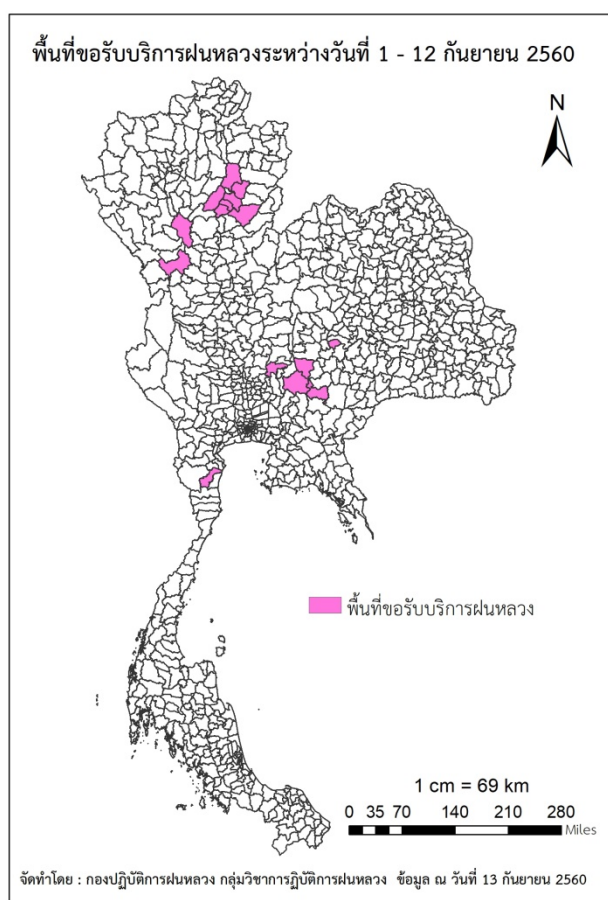 พื้นที่ขอรับบริการฝนหลวงระหว่างวันที่ 1 - 12 กันยายน 2560
N
พื้นที่ขอรับบริการฝนหลวง
1 cm = 69 km
0 35 70 140 210 280
Miles
จัดทำโดย : กองปฏิบัติการฝนหลวง กลุ่มวิชาการฏิบัติการฝนหลวง ข้อมูล ณ วันที่ 13 กันยายน 2560